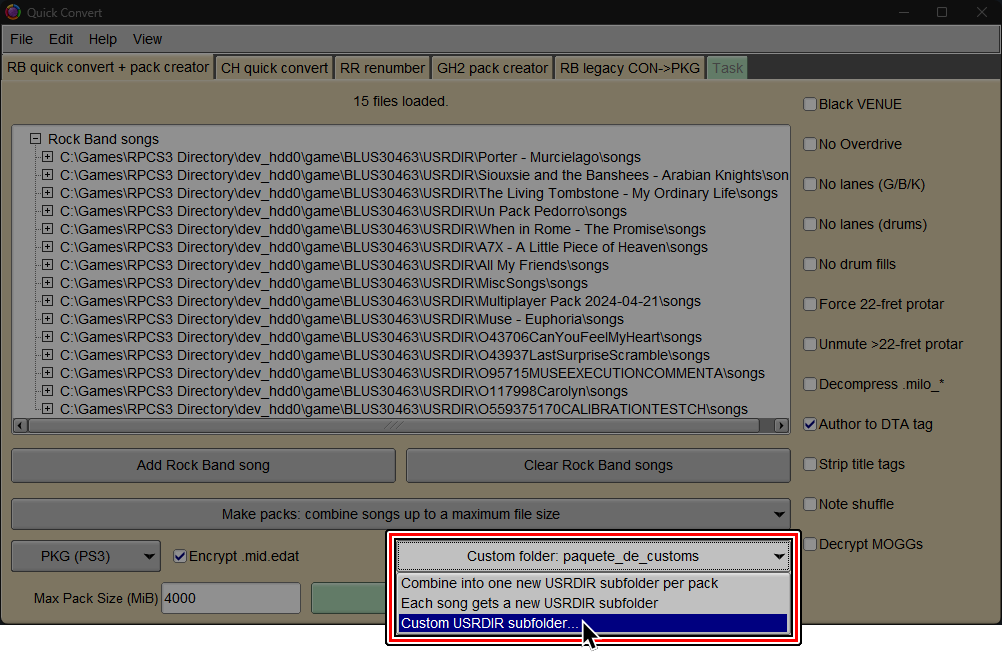 Quick Convert
File Edit Help View
RB quick convert + pack creator CH quick convert RR renumber GH2 pack creator RB legacy CON->PKG Task
15 files loaded.
Rock Band songs
C:\Games\RPCS3 Directory\dev_hdd0\game\BLUS30463\USRDIR\Porter - Murcielago\songs
C:\Games\RPCS3 Directory\dev_hdd0\game\BLUS30463\USRDIR\Siouxsie and the Banshees - Arabian Knights\son
C:\Games\RPCS3 Directory\dev_hdd0\game\BLUS30463\USRDIR\The Living Tombstone - My Ordinary Life\songs
C:\Games\RPCS3 Directory\dev_hdd0\game\BLUS30463\USRDIR\Un Pack Pedorro\songs
C:\Games\RPCS3 Directory\dev_hdd0\game\BLUS30463\USRDIR\When in Rome - The Promise\songs
C:\Games\RPCS3 Directory\dev_hdd0\game\BLUS30463\USRDIR\A7X - A Little Piece of Heaven\songs
C:\Games\RPCS3 Directory\dev_hdd0\game\BLUS30463\USRDIR\All My Friends\songs
C:\Games\RPCS3 Directory\dev_hdd0\game\BLUS30463\USRDIR\MiscSongs\songs
C:\Games\RPCS3 Directory\dev_hdd0\game\BLUS30463\USRDIR\Multiplayer Pack 2024-04-21\songs
C:\Games\RPCS3 Directory\dev_hdd0\game\BLUS30463\USRDIR\Muse - Euphoria\songs
C:\Games\RPCS3 Directory\dev_hdd0\game\BLUS30463\USRDIR\O43706CanYouFeelMyHeart\songs
C:\Games\RPCS3 Directory\dev_hdd0\game\BLUS30463\USRDIR\O43937LastSurpriseScramble\songs
C:\Games\RPCS3 Directory\dev_hdd0\game\BLUS30463\USRDIR\O95715MUSEEXECUTIONCOMMENTA\songs
C:\Games\RPCS3 Directory\dev_hdd0\game\BLUS30463\USRDIR\O117998Carolyn\songs
C:\Games\RPCS3 Directory\dev_hdd0\game\BLUS30463\USRDIR\O559375170CALIBRATIONTESTCH\songs
Add Rock Band song Clear Rock Band songs
Make packs: combine songs up to a maximum file size
PKG (PS3) Encrypt .mid.edat Custom folder: paquete_de_customs
Combine into one new USRDIR subfolder per pack
Each song gets a new USRDIR subfolder
Custom USRDIR subfolder...
Max Pack Size (MiB) 4000
Black VENUE
No Overdrive
No lanes (G/B/K)
No lanes (drums)
No drum fills
Force 22-fret protar
Unmute >22-fret protar
Decompress .milo_*
Author to DTA tag
Strip title tags
Note shuffle
Decrypt MOGGs